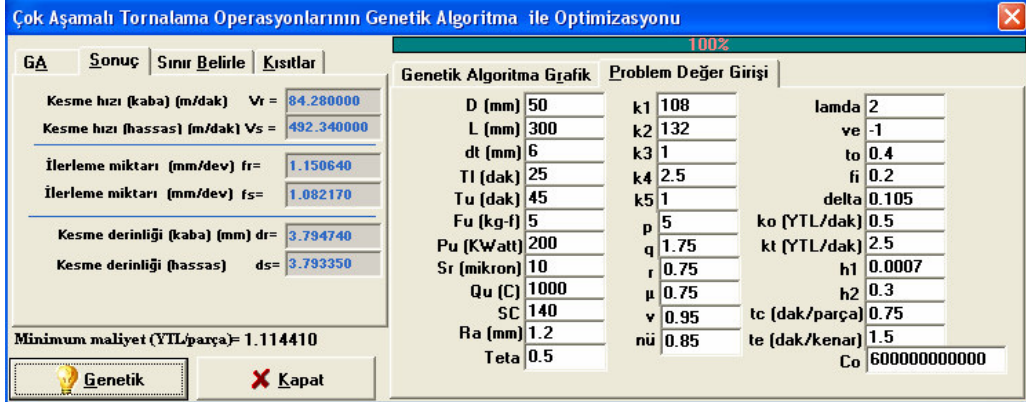 Çok Aşamalı Tornalama Operasyonlarının Genetik Algoritma ile Optimizasyonu
100%
GA Sonuç Sınır Belirle Kısıtlar
Kesme hızı (kaba) (m/dak) Vr = 84.280000
Kesme hızı (hassas) (m/dak) Vs = 492.340000
İlerleme miktarı (mm/dev) fr= 1.150640
İlerleme miktarı (mm/dev) fs= 1.082170
Kesme derinliği (kaba) (mm) dr= 3.794740
Kesme derinliği (hassas) ds= 3.793350
Minimum maliyet (YTL/parça)= 1.114410
Genetik Kapat
Genetik Algoritma Grafik Problem Değer Girişi
D (mm) 50
L (mm) 300
dt (mm) 6
Tl (dak) 25
Tu (dak) 45
Fu (kg-f) 5
Pu (KWatt) 200
Sr (mikron) 10
Qu (C) 1000
SC 140
Ra (mm) 1.2
Teta 0.5
k1 108
k2 132
k3 1
k4 2.5
k5 1
p 5
q 1.75
r 0.75
µ 0.75
v 0.95
nü 0.85
lamda 2
ve -1
to 0.4
fi 0.2
delta 0.105
ko (YTL/dak) 0.5
kt (YTL/dak) 2.5
h1 0.0007
h2 0.3
tc (dak/parça) 0.75
te (dak/kenar) 1.5
Co 600000000000